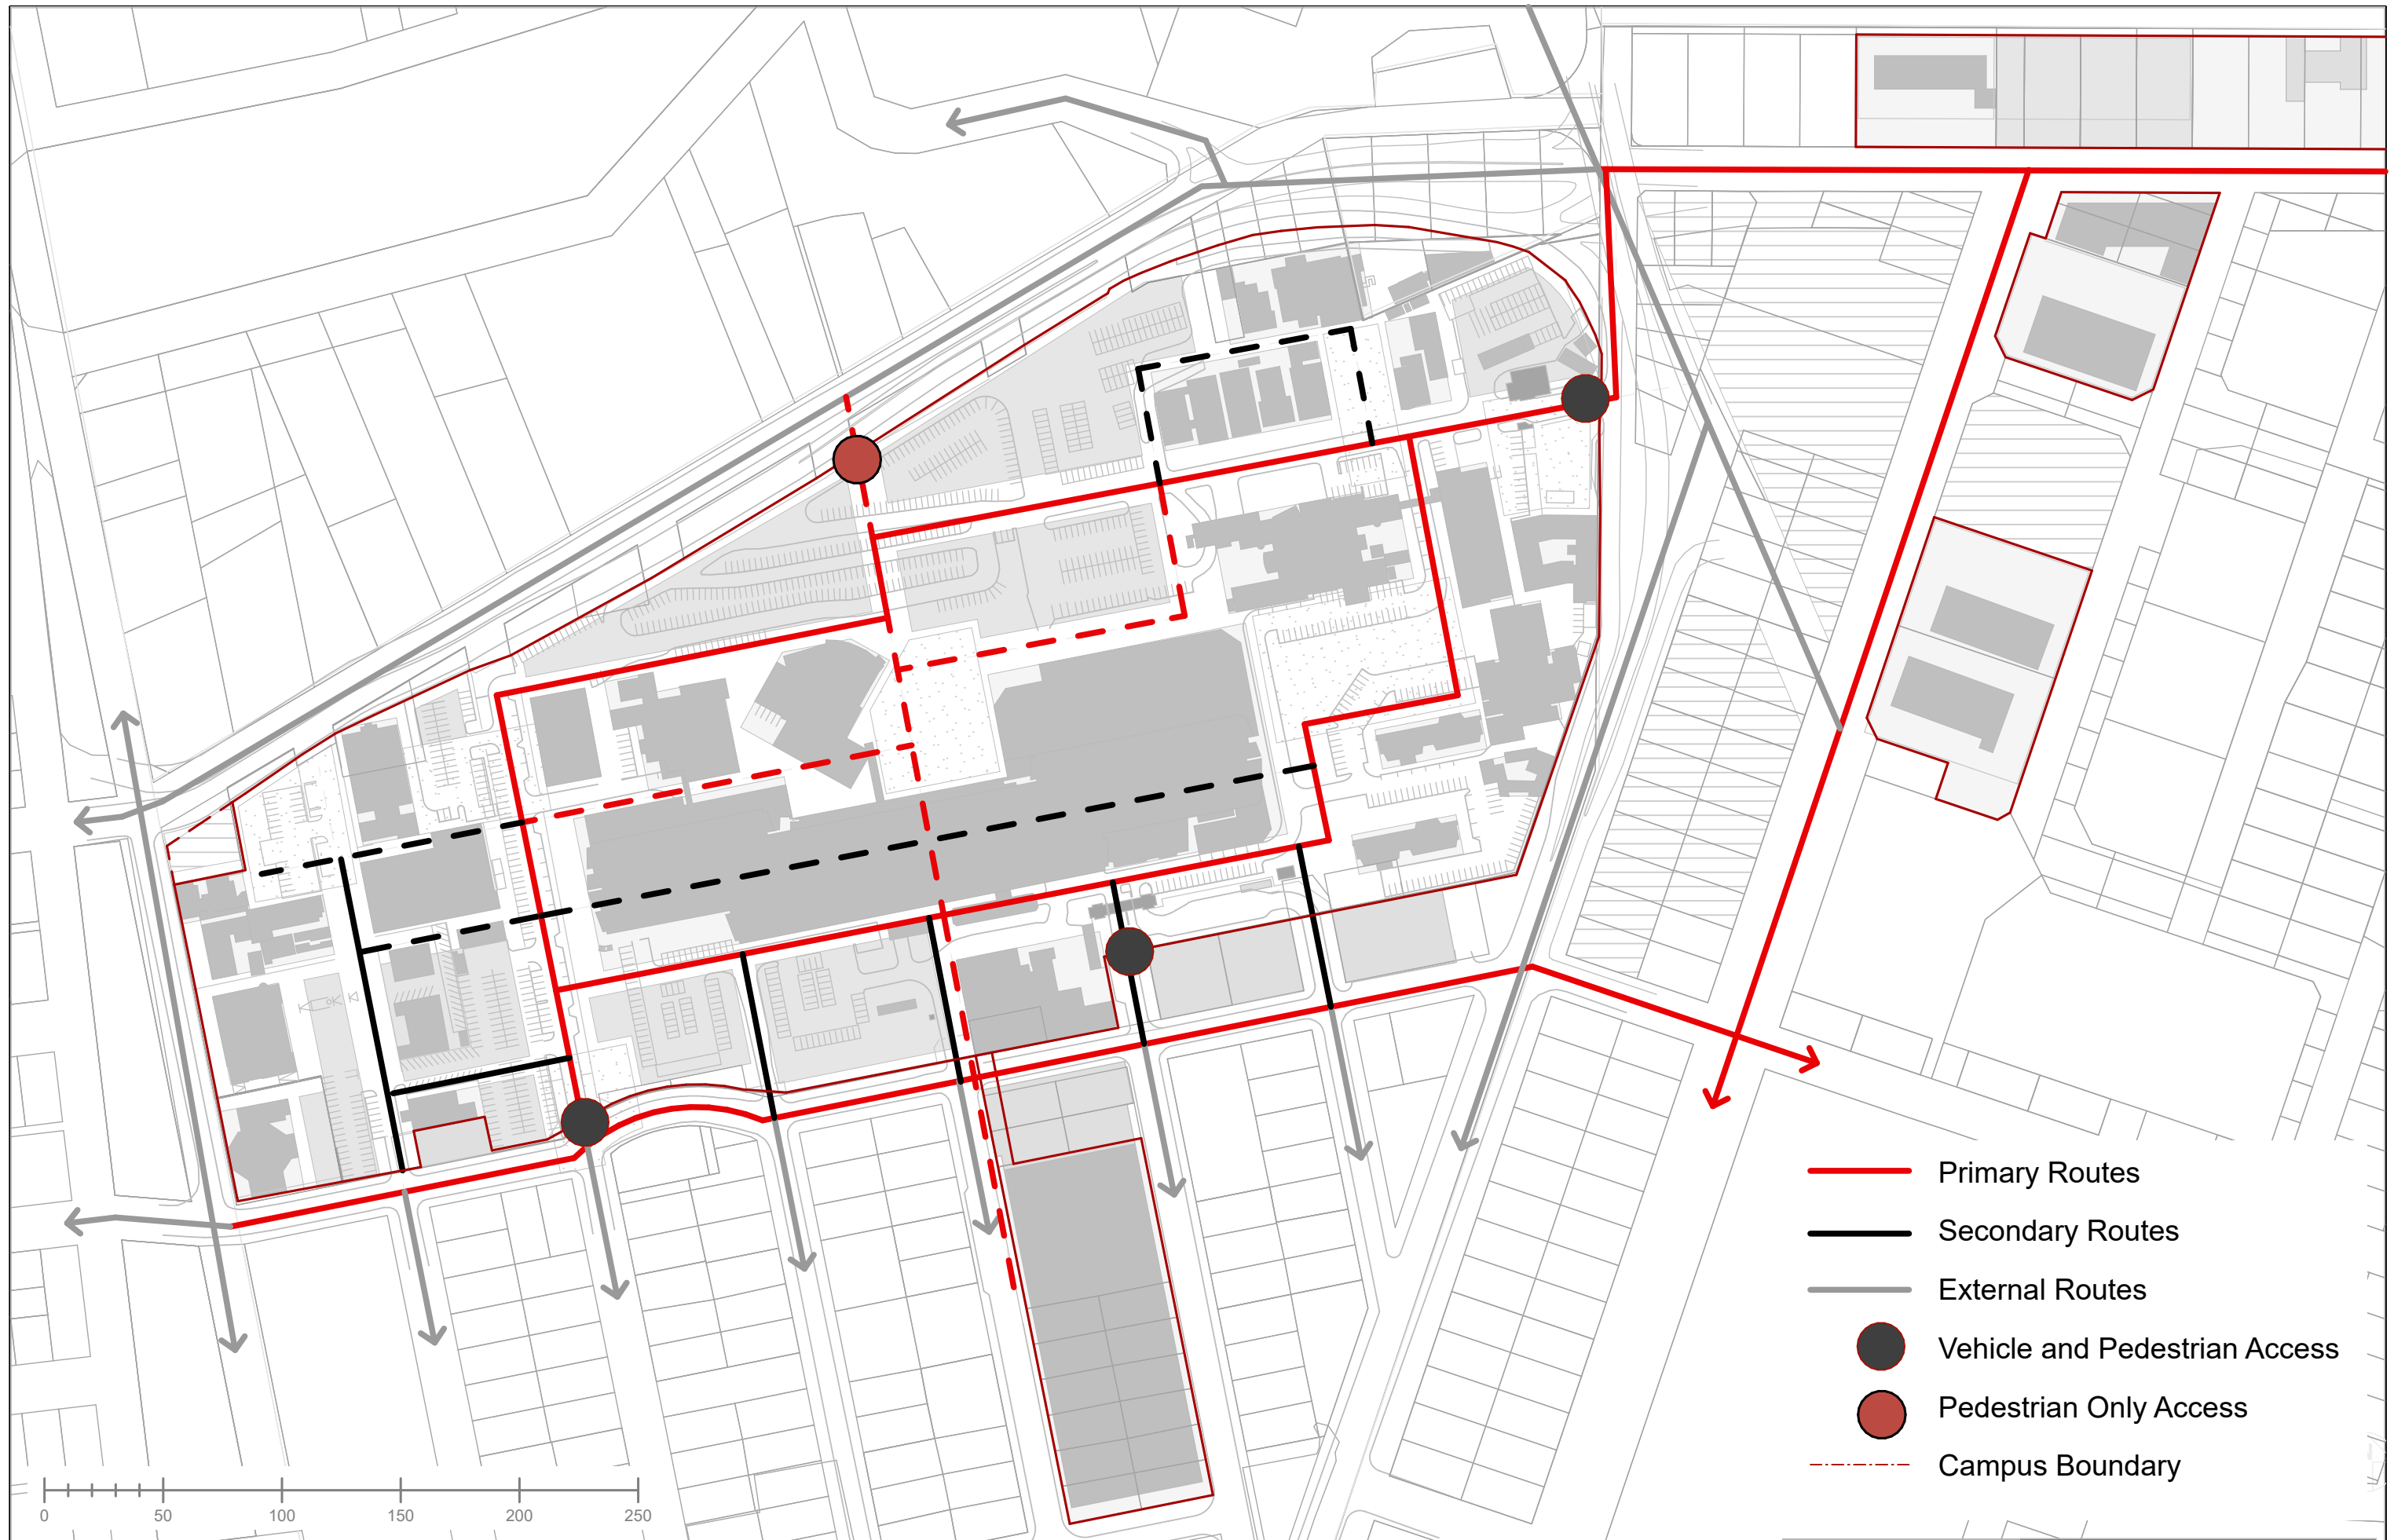 Primary Routes
Secondary Routes
External Routes
Vehicle and Pedestrian Access
Pedestrian Only Access
Campus Boundary
0 50 100 150 200 250